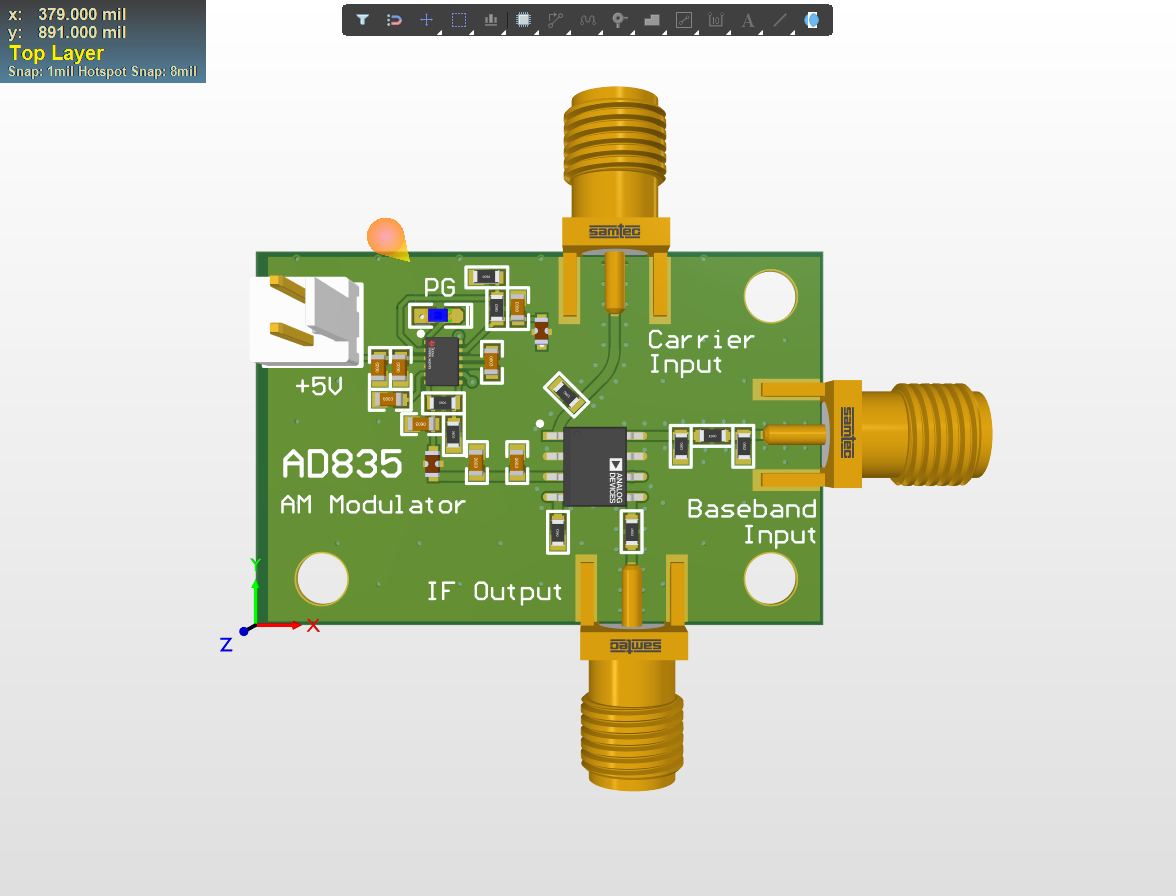 x: 379.000 mil
y: 891.000 mil
Top Layer
Snap: 1mil Hotspot Snap: 8mil
samtec
PG
Carrier
Input
+5V
samtec
AD835
AM Modulator
ANALOG
DEVICES
Baseband
Input
IF Output
samtec
Y
X
Z